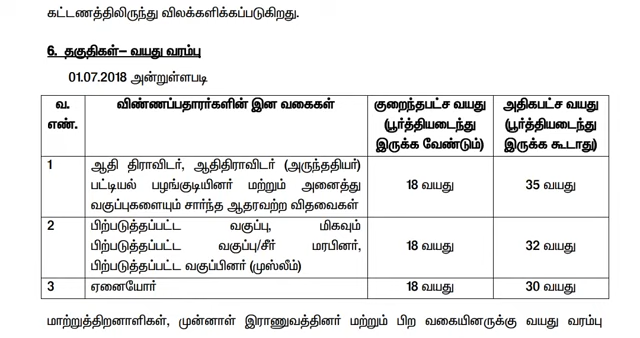 கட்டணத்திலிருந்து விலக்களிக்கப்படுகிறது.
6. தகுதிகள்– வயது வரம்பு
01.07.2018 அன்றுள்ளபடி
வ. எண்.
விண்ணப்பதாரர்களின் இன வகைகள்
குறைந்தபட்ச வயது
(பூர்த்தியடைந்து
இருக்க வேண்டும்)
அதிகபட்ச வயது
(பூர்த்தியடைந்து
இருக்க கூடாது)
1
ஆதி திராவிடர், ஆதிதிராவிடர் (அருந்ததியர்)
பட்டியல் பழங்குடியினர் மற்றும் அனைத்து
வகுப்புகளையும் சார்ந்த ஆதரவற்ற விதவைகள்
18 வயது
35 வயது
2
பிற்படுத்தப்பட்ட வகுப்பு, மிகவும்
பிற்படுத்தப்பட்ட வகுப்பு/சீர் மரபினர்,
பிற்படுத்தப்பட்ட வகுப்பினர் (முஸ்லீம்)
18 வயது
32 வயது
3
ஏனையோர்
18 வயது
30 வயது
மாற்றுத்திறனாளிகள், முன்னாள் இராணுவத்தினர் மற்றும் பிற வகையினருக்கு வயது வரம்பு